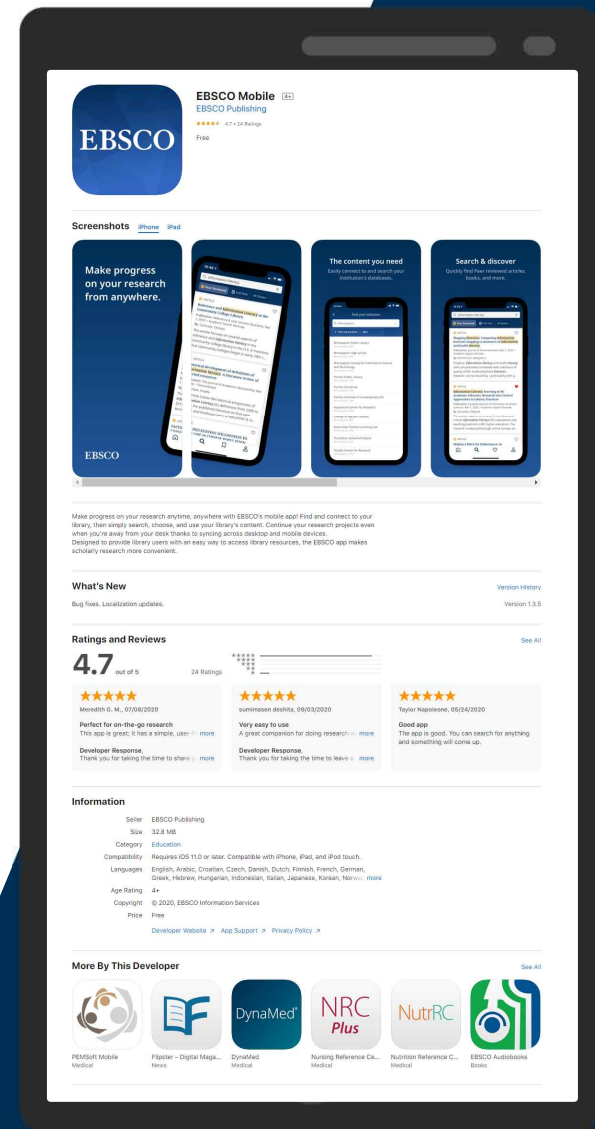 EBSCO
EBSCO Mobile 4+
EBSCO Publishing
4.7 • 24 Ratings
Free
Screenshots iPhone iPad
Make progress
on your research
from anywhere.
EBSCO
The content you need
Easily connect to and search your
institution's databases.
Find your institution
Search & discover
Quickly find Peer reviewed articles,
books, and more.
Make progress on your research anytime, anywhere with EBSCO's mobile app! Find and connect to your
library, then simply search, choose, and use your library's content. Continue your research projects even
when you're away from your desk thanks to syncing across desktop and mobile devices.
Designed to provide library users with an easy way to access library resources, the EBSCO app makes
scholarly research more convenient.
What's New Version History
Bug fixes. Localization updates. Version 1.3.5
Ratings and Reviews See All
4.7 out of 5 24 Ratings
Meredith G. M., 07/08/2020
Perfect for on-the-go research
This app is great; it has a simple, user-f more
Developer Response,
Thank you for taking the time to share more
sumimasen deshita, 09/03/2020
Very easy to use
A great companion for doing research more
Developer Response,
Thank you for taking the time to leave a more
Taylor Napoleone, 05/24/2020
Good app
The app is good. You can search for anything
and something will come up.
Information
Seller EBSCO Publishing
Size 32.8 MB
Category Education
Compatibility Requires iOS 11.0 or later. Compatible with iPhone, iPad, and iPod touch.
Languages English, Arabic, Croatian, Czech, Danish, Dutch, Finnish, French, German,
Greek, Hebrew, Hungarian, Indonesian, Italian, Japanese, Korean, Norwe more
Age Rating 4+
Copyright © 2020, EBSCO Information Services
Price Free
Developer Website App Support Privacy Policy
More By This Developer See All
DynaMed
NRC
Plus
NutrRC
PEMSoft Mobile
Medical
Flipster – Digital Maga...
News
DynaMed
Medical
Nursing Reference Ce...
Medical
Nutrition Reference C...
Medical
EBSCO Audiobooks
Books